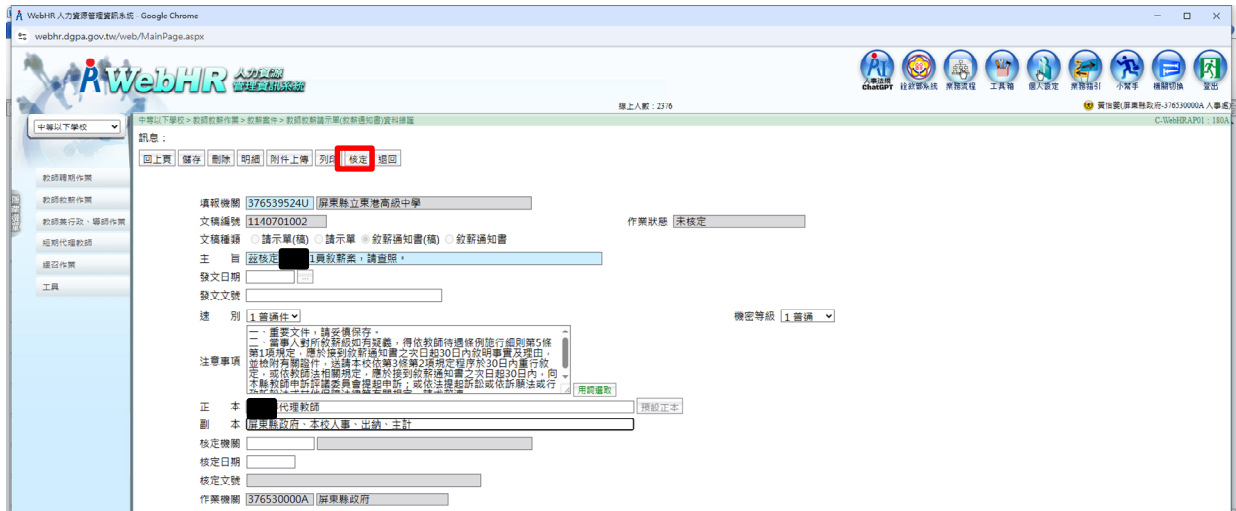 WebHR 人力資源管理資訊系統 - Google Chrome
webhr.dgpa.gov.tw/web/MainPage.aspx
WebHR 人力資源管理資訊系統
人事法規ChatGPT 銓敘部系統 業務流程 工具箱 個人設定 業務指引 小幫手 機關切換 登出
線上人數：2376
黃怡嬡(屏東縣政府-376530000A 人事處)
中等以下學校
中等以下學校 > 教師敘薪作業 > 敘薪案件 > 教師敘薪請示單(敘薪通知書)資料維護
C-WebHRAP01：180A
訊息：
回上頁 儲存 刪除 明細 附件上傳 列印 核定 退回
教師聘期作業
教師敘薪作業
教師兼行政、導師作業
短期代理教師
緩召作業
工具
填報機關 376539524U 屏東縣立東港高級中學
文稿編號 1140701002 作業狀態 未核定
文稿種類 請示單(稿) 請示單 敘薪通知書(稿) 敘薪通知書
主旨 茲核定 1員敘薪案，請查照。
發文日期
發文文號
速別 1 普通件 機密等級 1 普通
注意事項
一、重要文件，請妥慎保存。
二、當事人對所敘薪級如有疑義，得依教師待遇條例施行細則第5條
第1項規定，應於接到敘薪通知書之次日起30日內敘明事實及理由，
並檢附有關證件，送請本校依第3條第2項規定程序於30日內重行敘
定，或依教師法相關規定，應於接到敘薪通知書之次日起30日內，向
本縣教師申訴評議委員會提起申訴；或依法提起訴訟或依訴願法或行
用詞選取
正本 代理教師 預設正本
副本 屏東縣政府、本校人事、出納、主計
核定機關
核定日期
核定文號
作業機關 376530000A 屏東縣政府